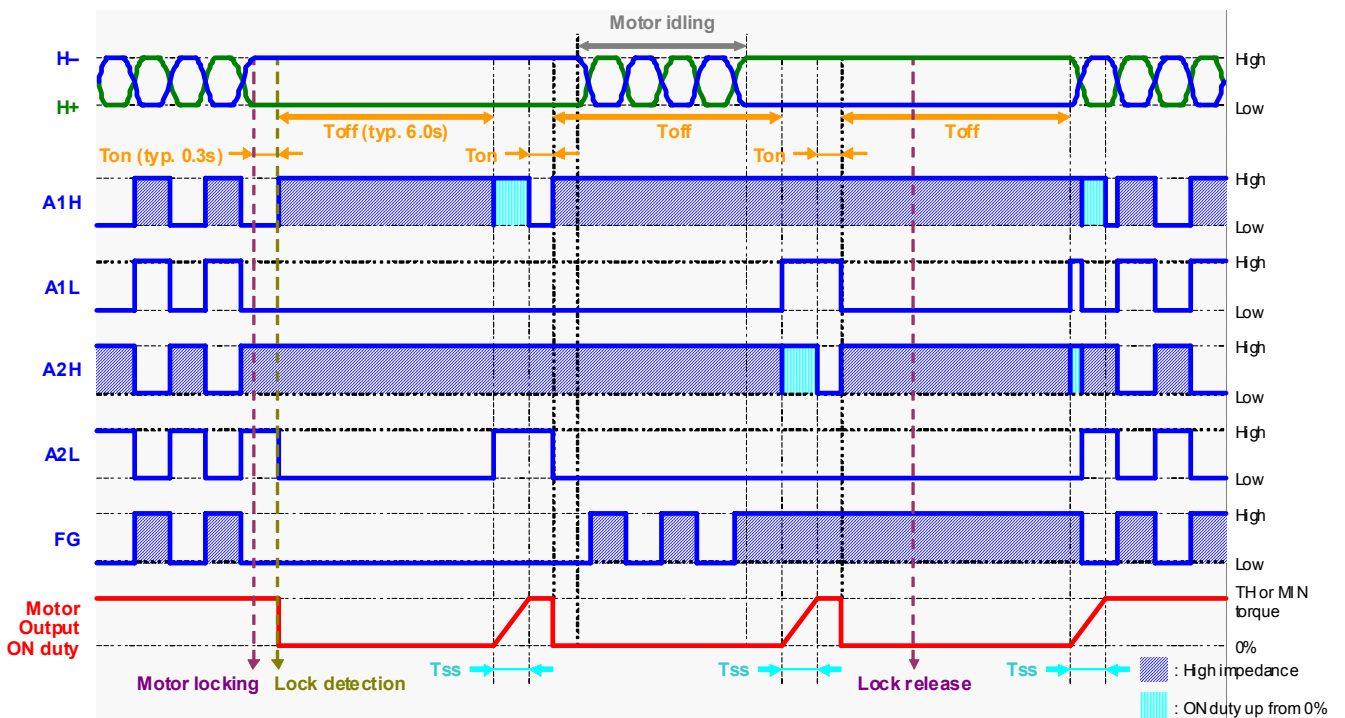 Motor idling
H–
High
H+
Low
Toff (typ. 6.0s)
Toff
Toff
Ton (typ. 0.3s)
Ton
Ton
High
A1H
Low
High
A1L
Low
High
A2H
Low
High
A2L
Low
High
FG
Low
TH or MIN
torque
Motor
Output
ON duty
0%
Tss
Tss
Tss
: High impedance
Motor locking
Lock detection
Lock release
: ON duty up from 0%